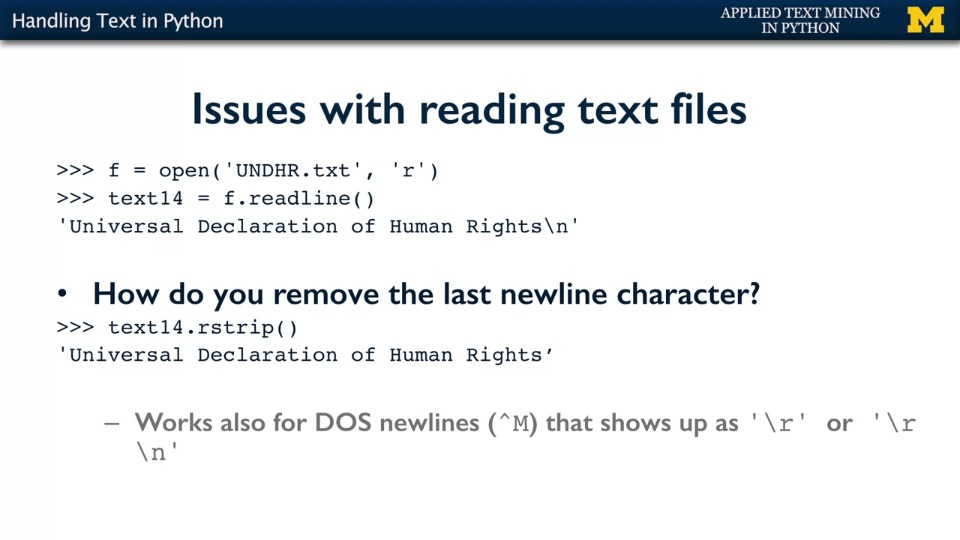 Handling Text in Python
APPLIED TEXT MINING
IN PYTHON
M
Issues with reading text files
>>> f = open('UNDHR.txt', 'r')
>>> text14 = f.readline()
'Universal Declaration of Human Rights\n'
• How do you remove the last newline character?
>>> text14.rstrip()
'Universal Declaration of Human Rights’
– Works also for DOS newlines (^M) that shows up as '\r' or '\r
\n'